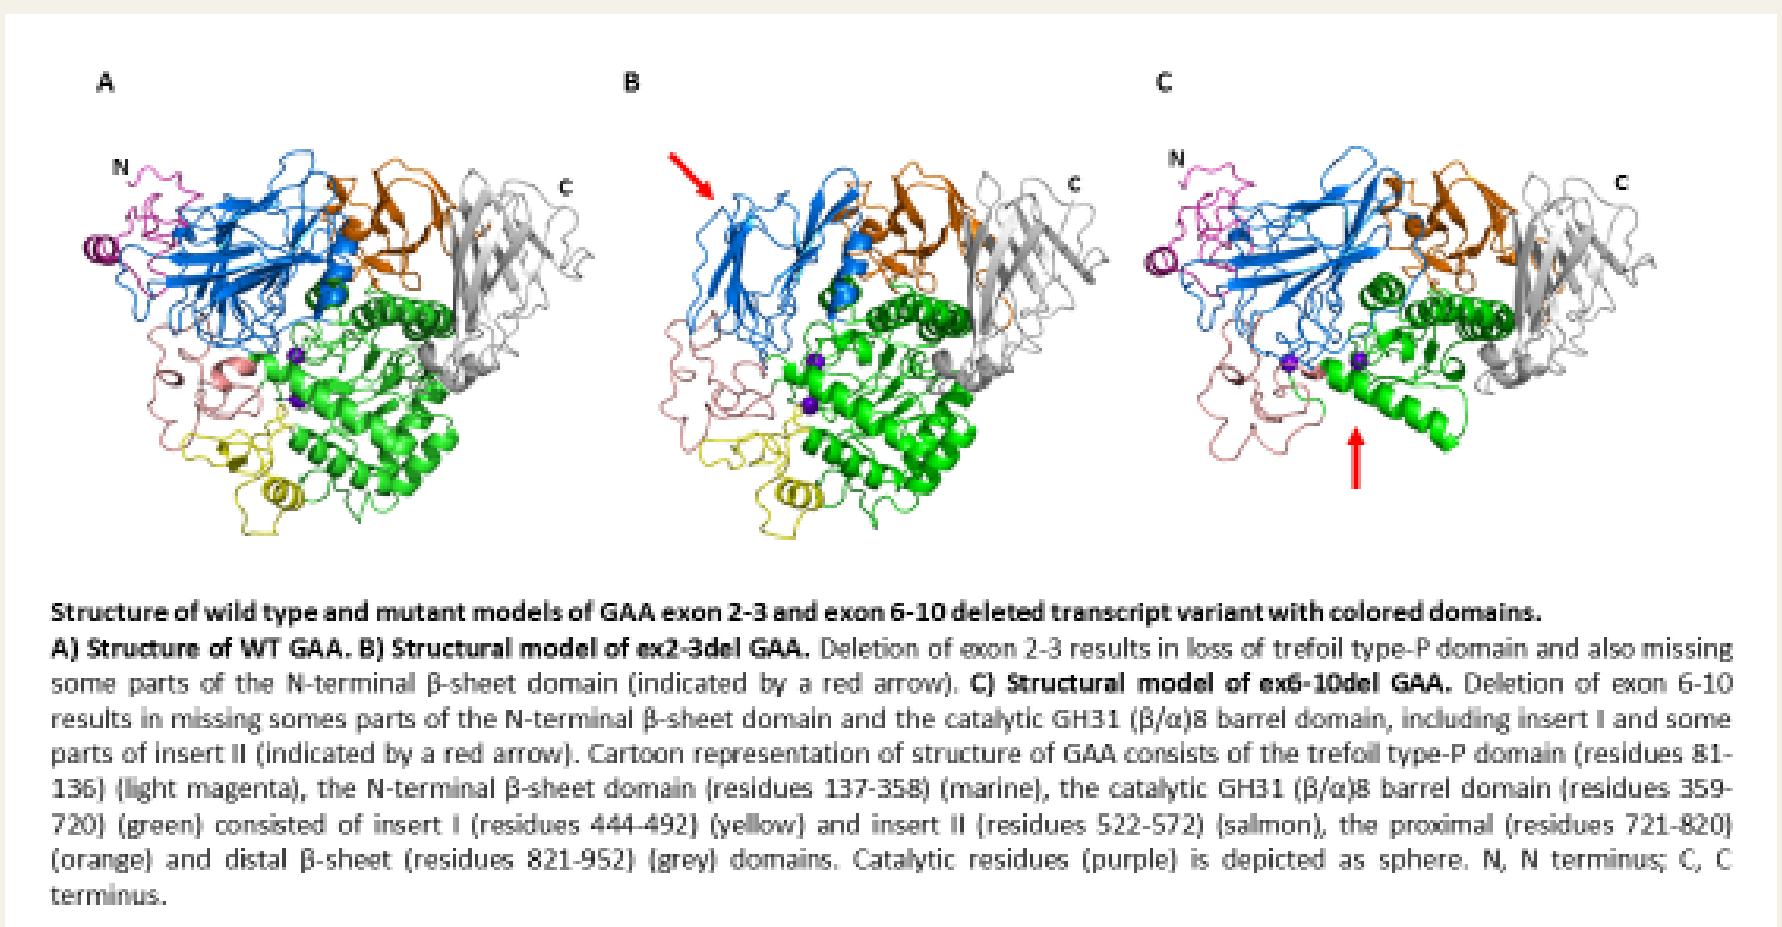 A B C
N C C N C
Structure of wild type and mutant models of GAA exon 2-3 and exon 6-10 deleted transcript variant with colored domains.
A) Structure of WT GAA. B) Structural model of ex2-3del GAA. Deletion of exon 2-3 results in loss of trefoil type-P domain and also missing
some parts of the N-terminal β-sheet domain (indicated by a red arrow). C) Structural model of ex6-10del GAA. Deletion of exon 6-10
results in missing somes parts of the N-terminal β-sheet domain and the catalytic GH31 (β/α)8 barrel domain, including insert I and some
parts of insert II (indicated by a red arrow). Cartoon representation of structure of GAA consists of the trefoil type-P domain (residues 81-
136) (light magenta), the N-terminal β-sheet domain (residues 137-358) (marine), the catalytic GH31 (β/α)8 barrel domain (residues 359-
720) (green) consisted of insert I (residues 444-492) (yellow) and insert II (residues 522-572) (salmon), the proximal (residues 721-820)
(orange) and distal β-sheet (residues 821-952) (grey) domains. Catalytic residues (purple) is depicted as sphere. N, N terminus; C, C
terminus.